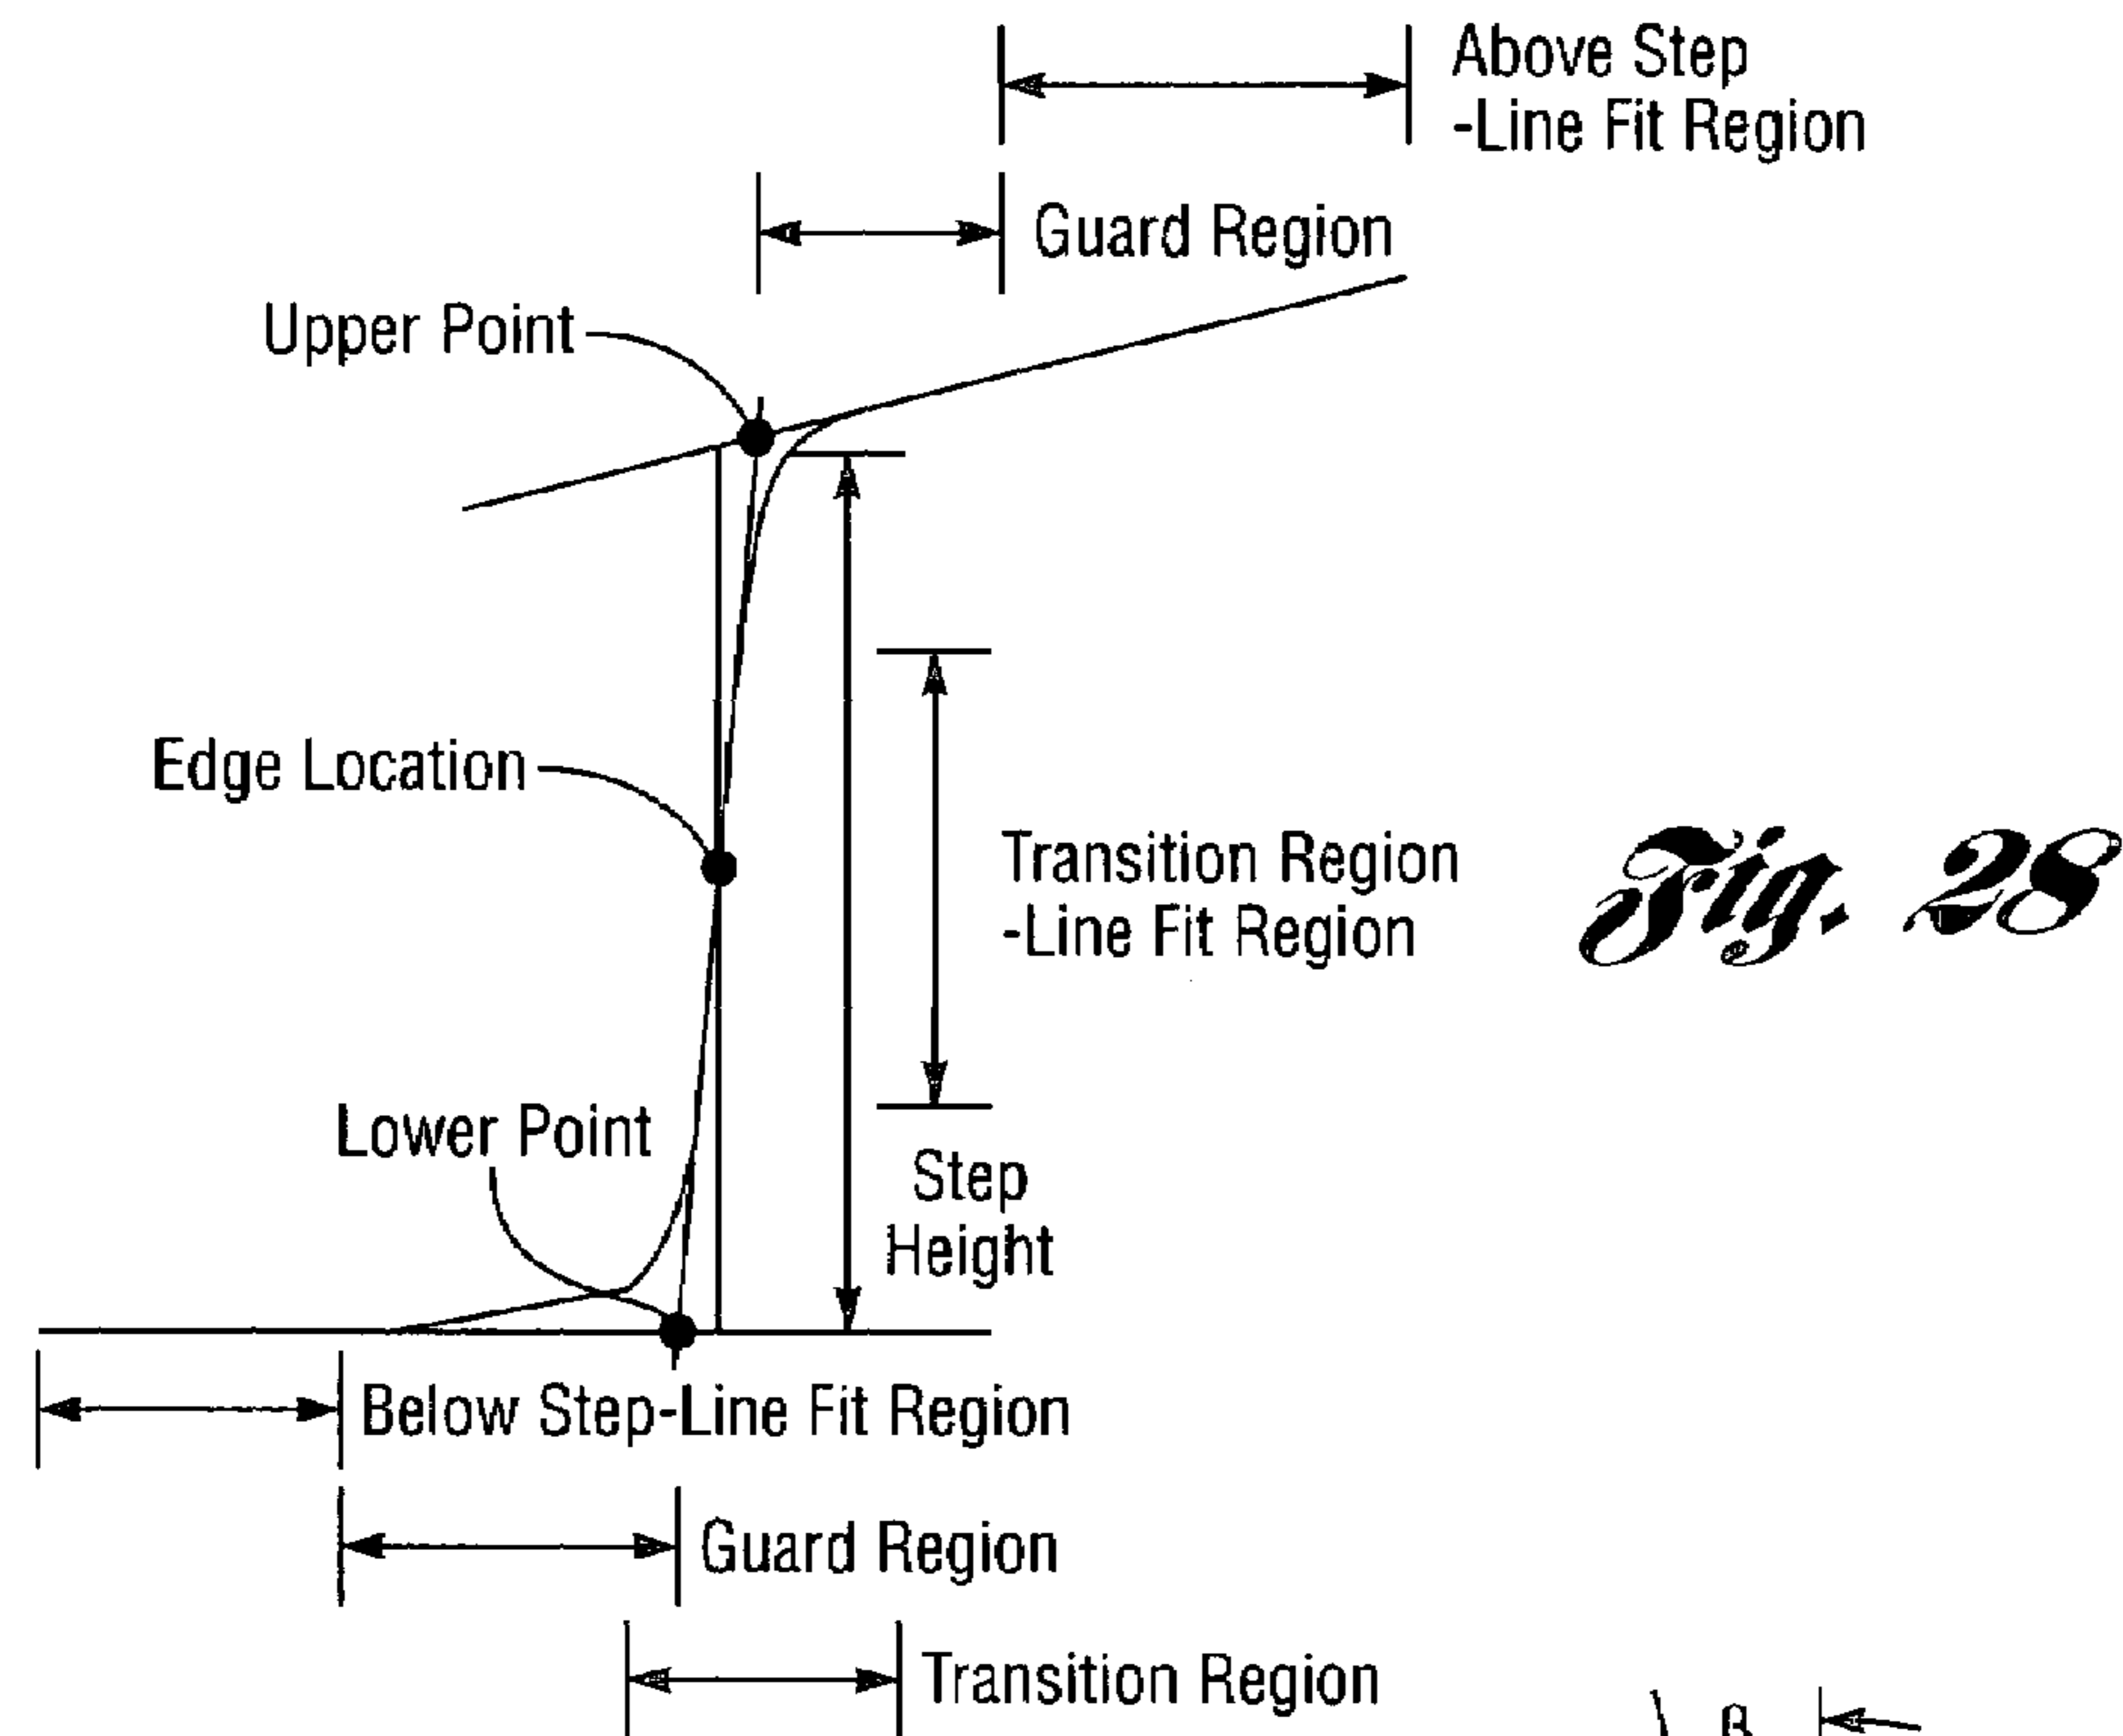 Above Step
-Line Fit Region
Guard Region
Upper Point
Edge Location
Transition Region
-Line Fit Region
Fig. 28
Lower Point
Step
Height
Below Step-Line Fit Region
Guard Region
Transition Region